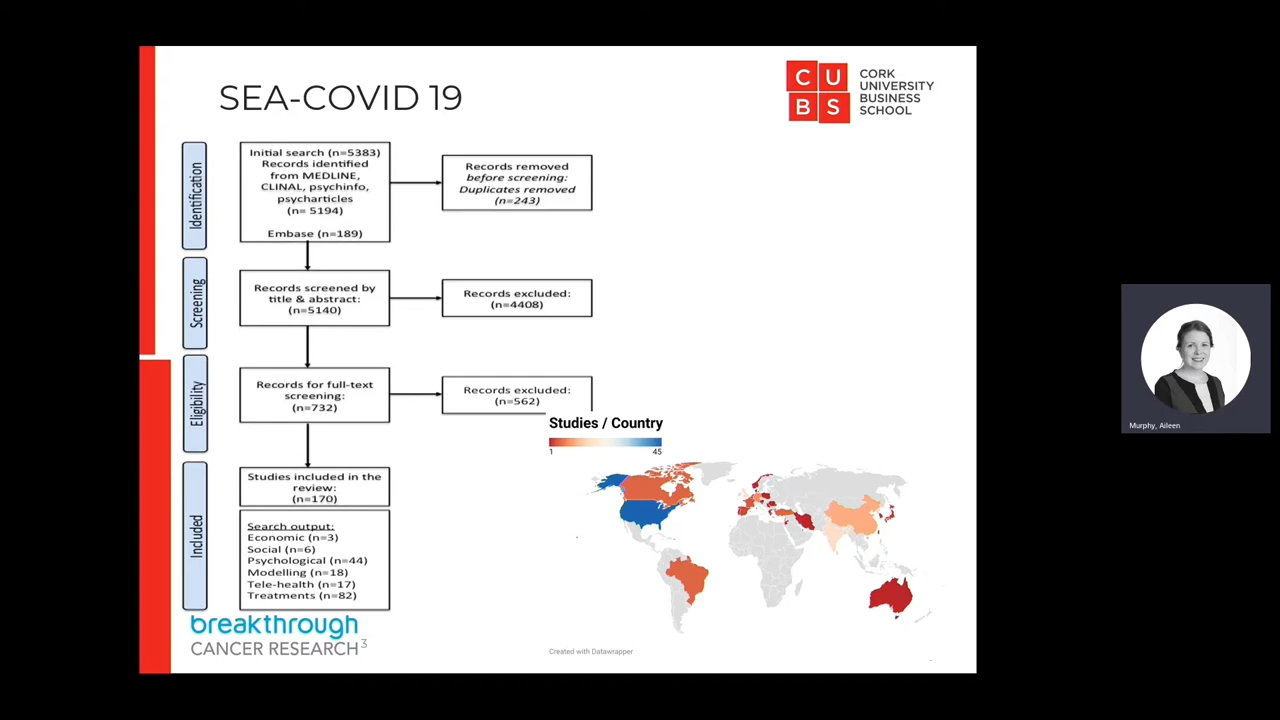 SEA-COVID 19
C U
B S
CORK
UNIVERSITY
BUSINESS
SCHOOL
Identification
Initial search (n=5383)
Records identified
from MEDLINE,
CLINAL, psychinfo,
psycharticles
(n= 5194)
Embase (n=189)
Records removed
before screening:
Duplicates removed
(n=243)
Screening
Records screened by
title & abstract:
(n=5140)
Records excluded:
(n=4408)
Eligibility
Records for full-text
screening:
(n=732)
Records excluded:
(n=562)
Included
Studies included in the
review:
(n=170)
Search output:
Economic (n=3)
Social (n=6)
Psychological (n=44)
Modelling (n=18)
Tele-health (n=17)
Treatments (n=82)
Studies / Country
1 45
Created with Datawrapper
breakthrough
CANCER RESEARCH3
Murphy, Aileen